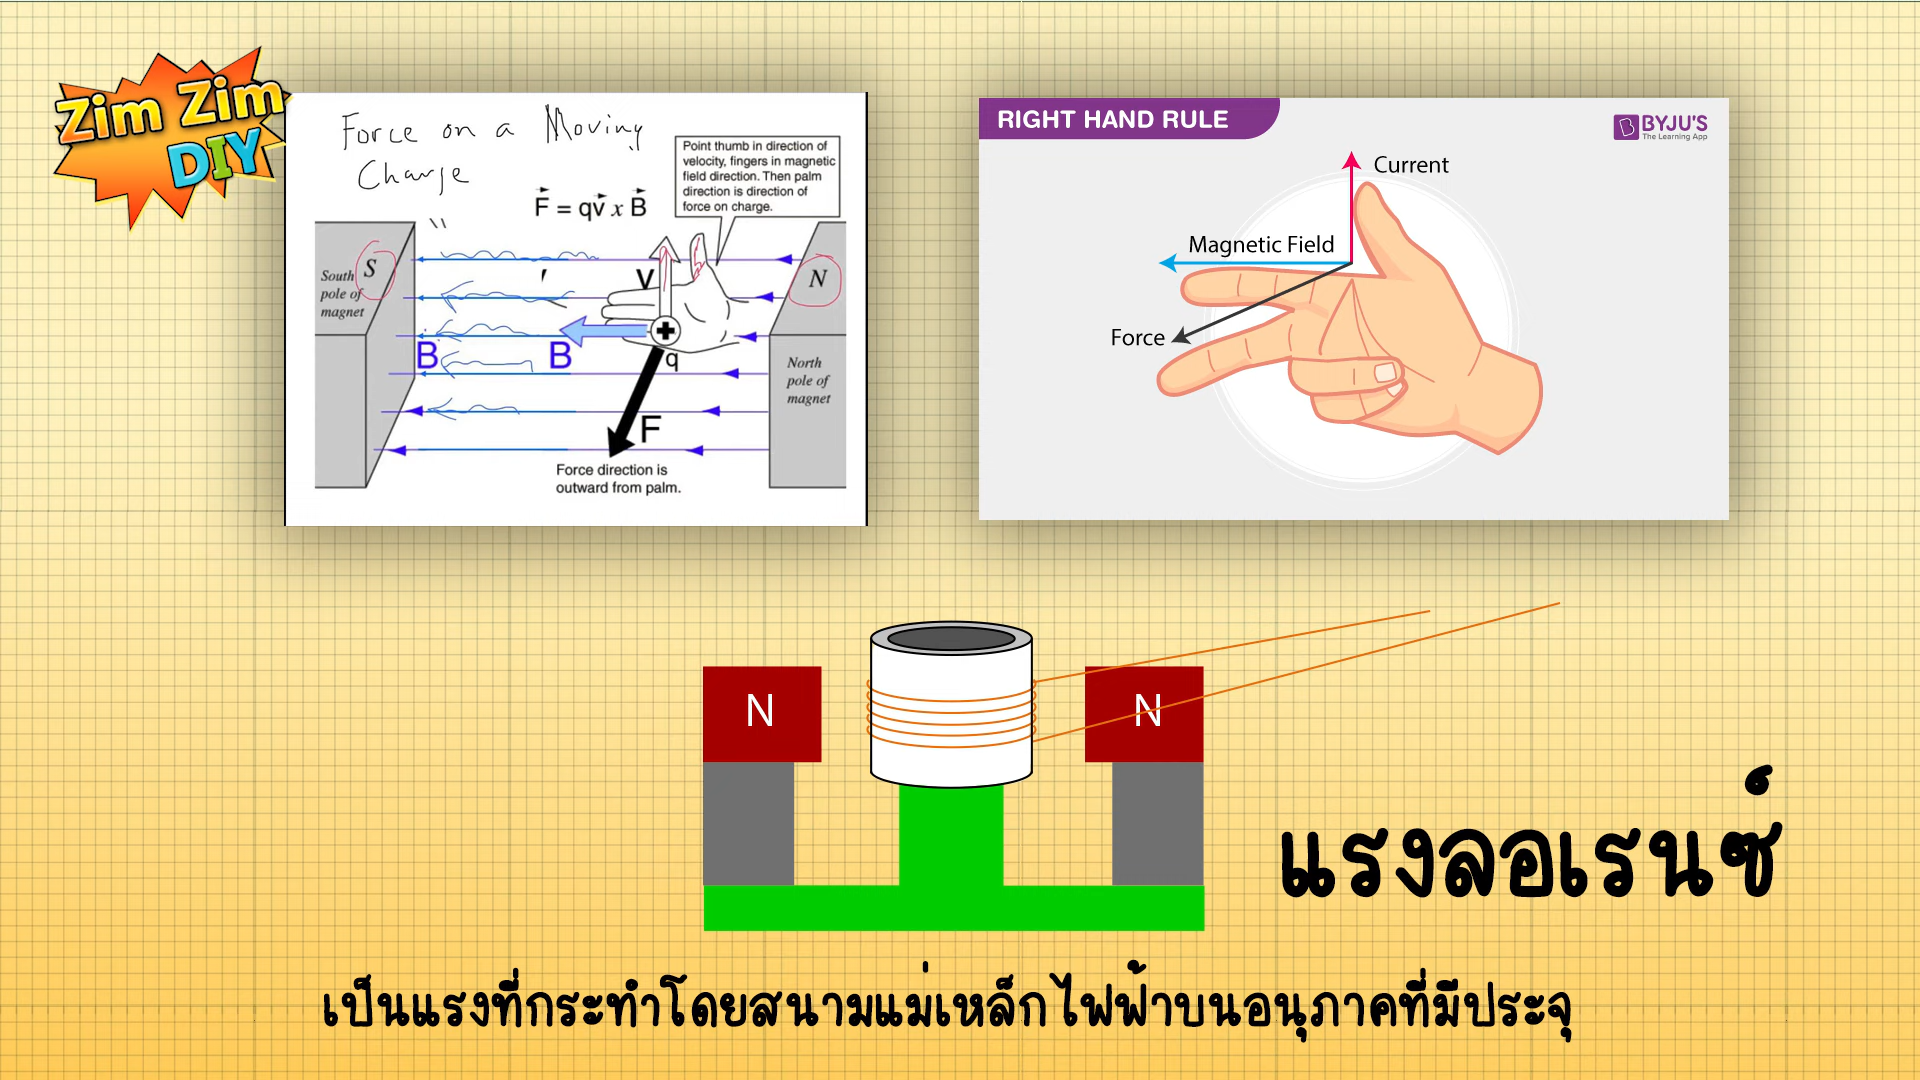 Zim Zim
DIY
Force on a Moving
Charge
F = qv x B
Point thumb in direction of
velocity, fingers in magnetic
field direction. Then palm
direction is direction of
force on charge.
South
pole of
magnet
S
N
V
B
B
q
F
North
pole of
magnet
Force direction is
outward from palm.
RIGHT HAND RULE
BYJU'S
The Learning App
Current
Magnetic Field
Force
N
N
แรงลอเรนซ์
เป็นแรงที่กระทำโดยสนามแม่เหล็กไฟฟ้าบนอนุภาคที่มีประจุ